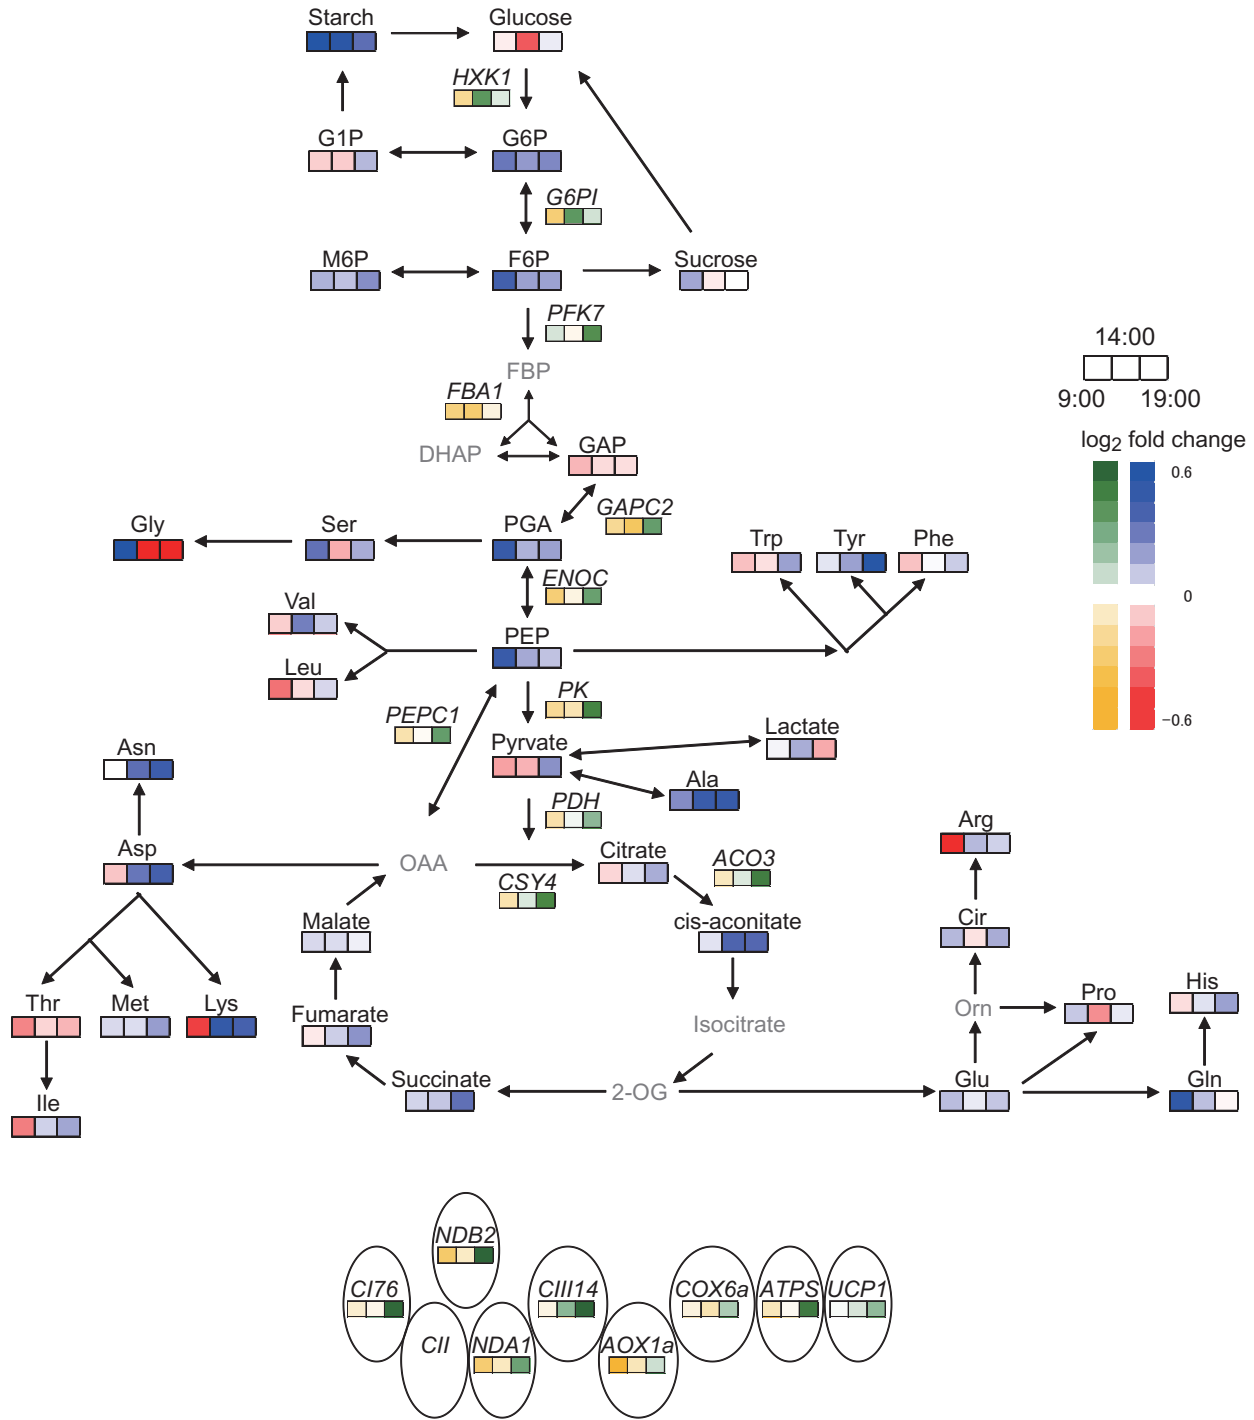 Starch
Glucose
HXK1
G1P
G6P
G6PI
M6P
F6P
Sucrose
PFK7
14:00
FBP
FBA1
9:00
19:00
DHAP
GAP
log2 fold change
0.6
GAPC2
Gly
Ser
PGA
Trp
Tyr
Phe
ENOC
0
Val
PEP
Leu
PK
PEPC1
-0.6
Pyrvate
Lactate
Asn
Ala
PDH
Arg
Asp
OAA
Citrate
ACO3
CSY4
Malate
cis-aconitate
Cir
Thr
Met
Lys
Fumarate
Isocitrate
Orn
Pro
His
Succinate
2-OG
Glu
Gln
Ile
NDB2
CI76
CIII14
COX6a
ATPS
UCP1
CII
NDA1
AOX1a